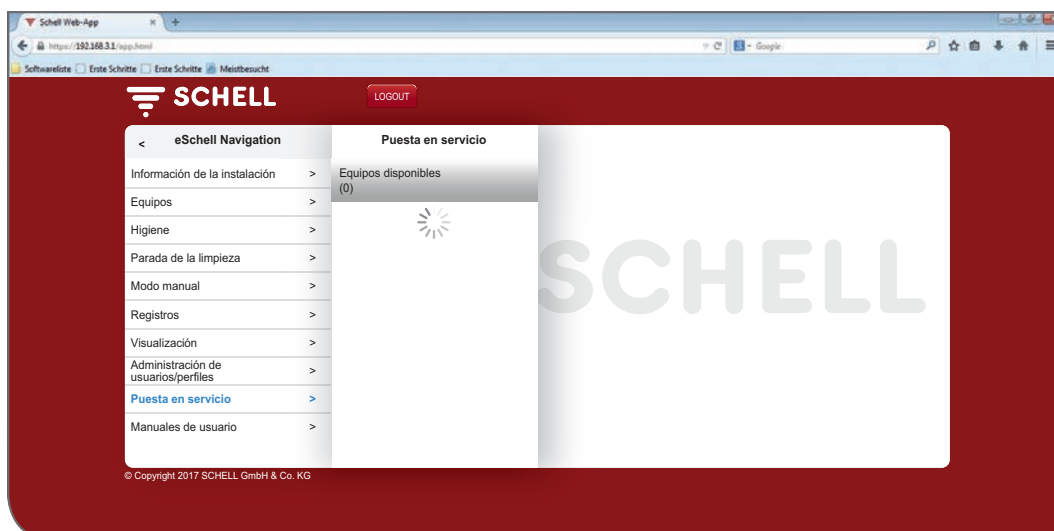 Schell Web-App
https://192.168.3.1/app.html
Google
Softwareliste Erste Schritte Erste Schritte Meistbesucht
SCHELL
LOGOUT
< eSchell Navigation
Información de la instalación >
Equipos >
Higiene >
Parada de la limpieza >
Modo manual >
Registros >
Visualización >
Administración de
usuarios/perfiles >
Puesta en servicio >
Manuales de usuario >
Puesta en servicio
Equipos disponibles
(0)
SCHELL
© Copyright 2017 SCHELL GmbH & Co. KG